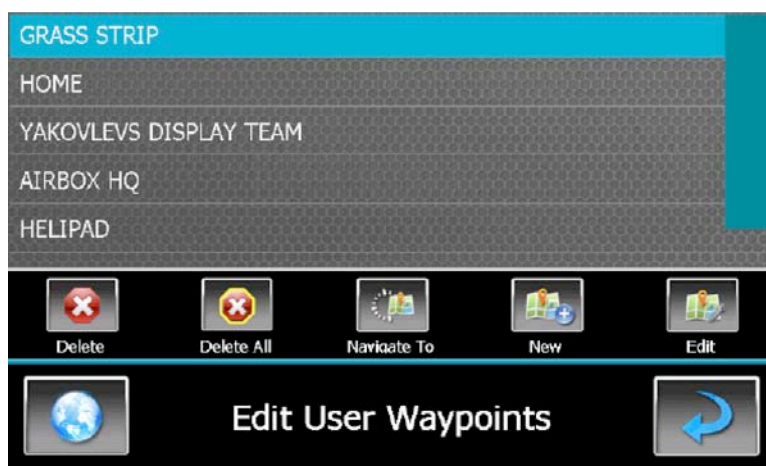 GRASS STRIP
HOME
YAKOVLEVS DISPLAY TEAM
AIRBOX HQ
HELIPAD
Delete Delete All Navigate To New Edit
Edit User Waypoints